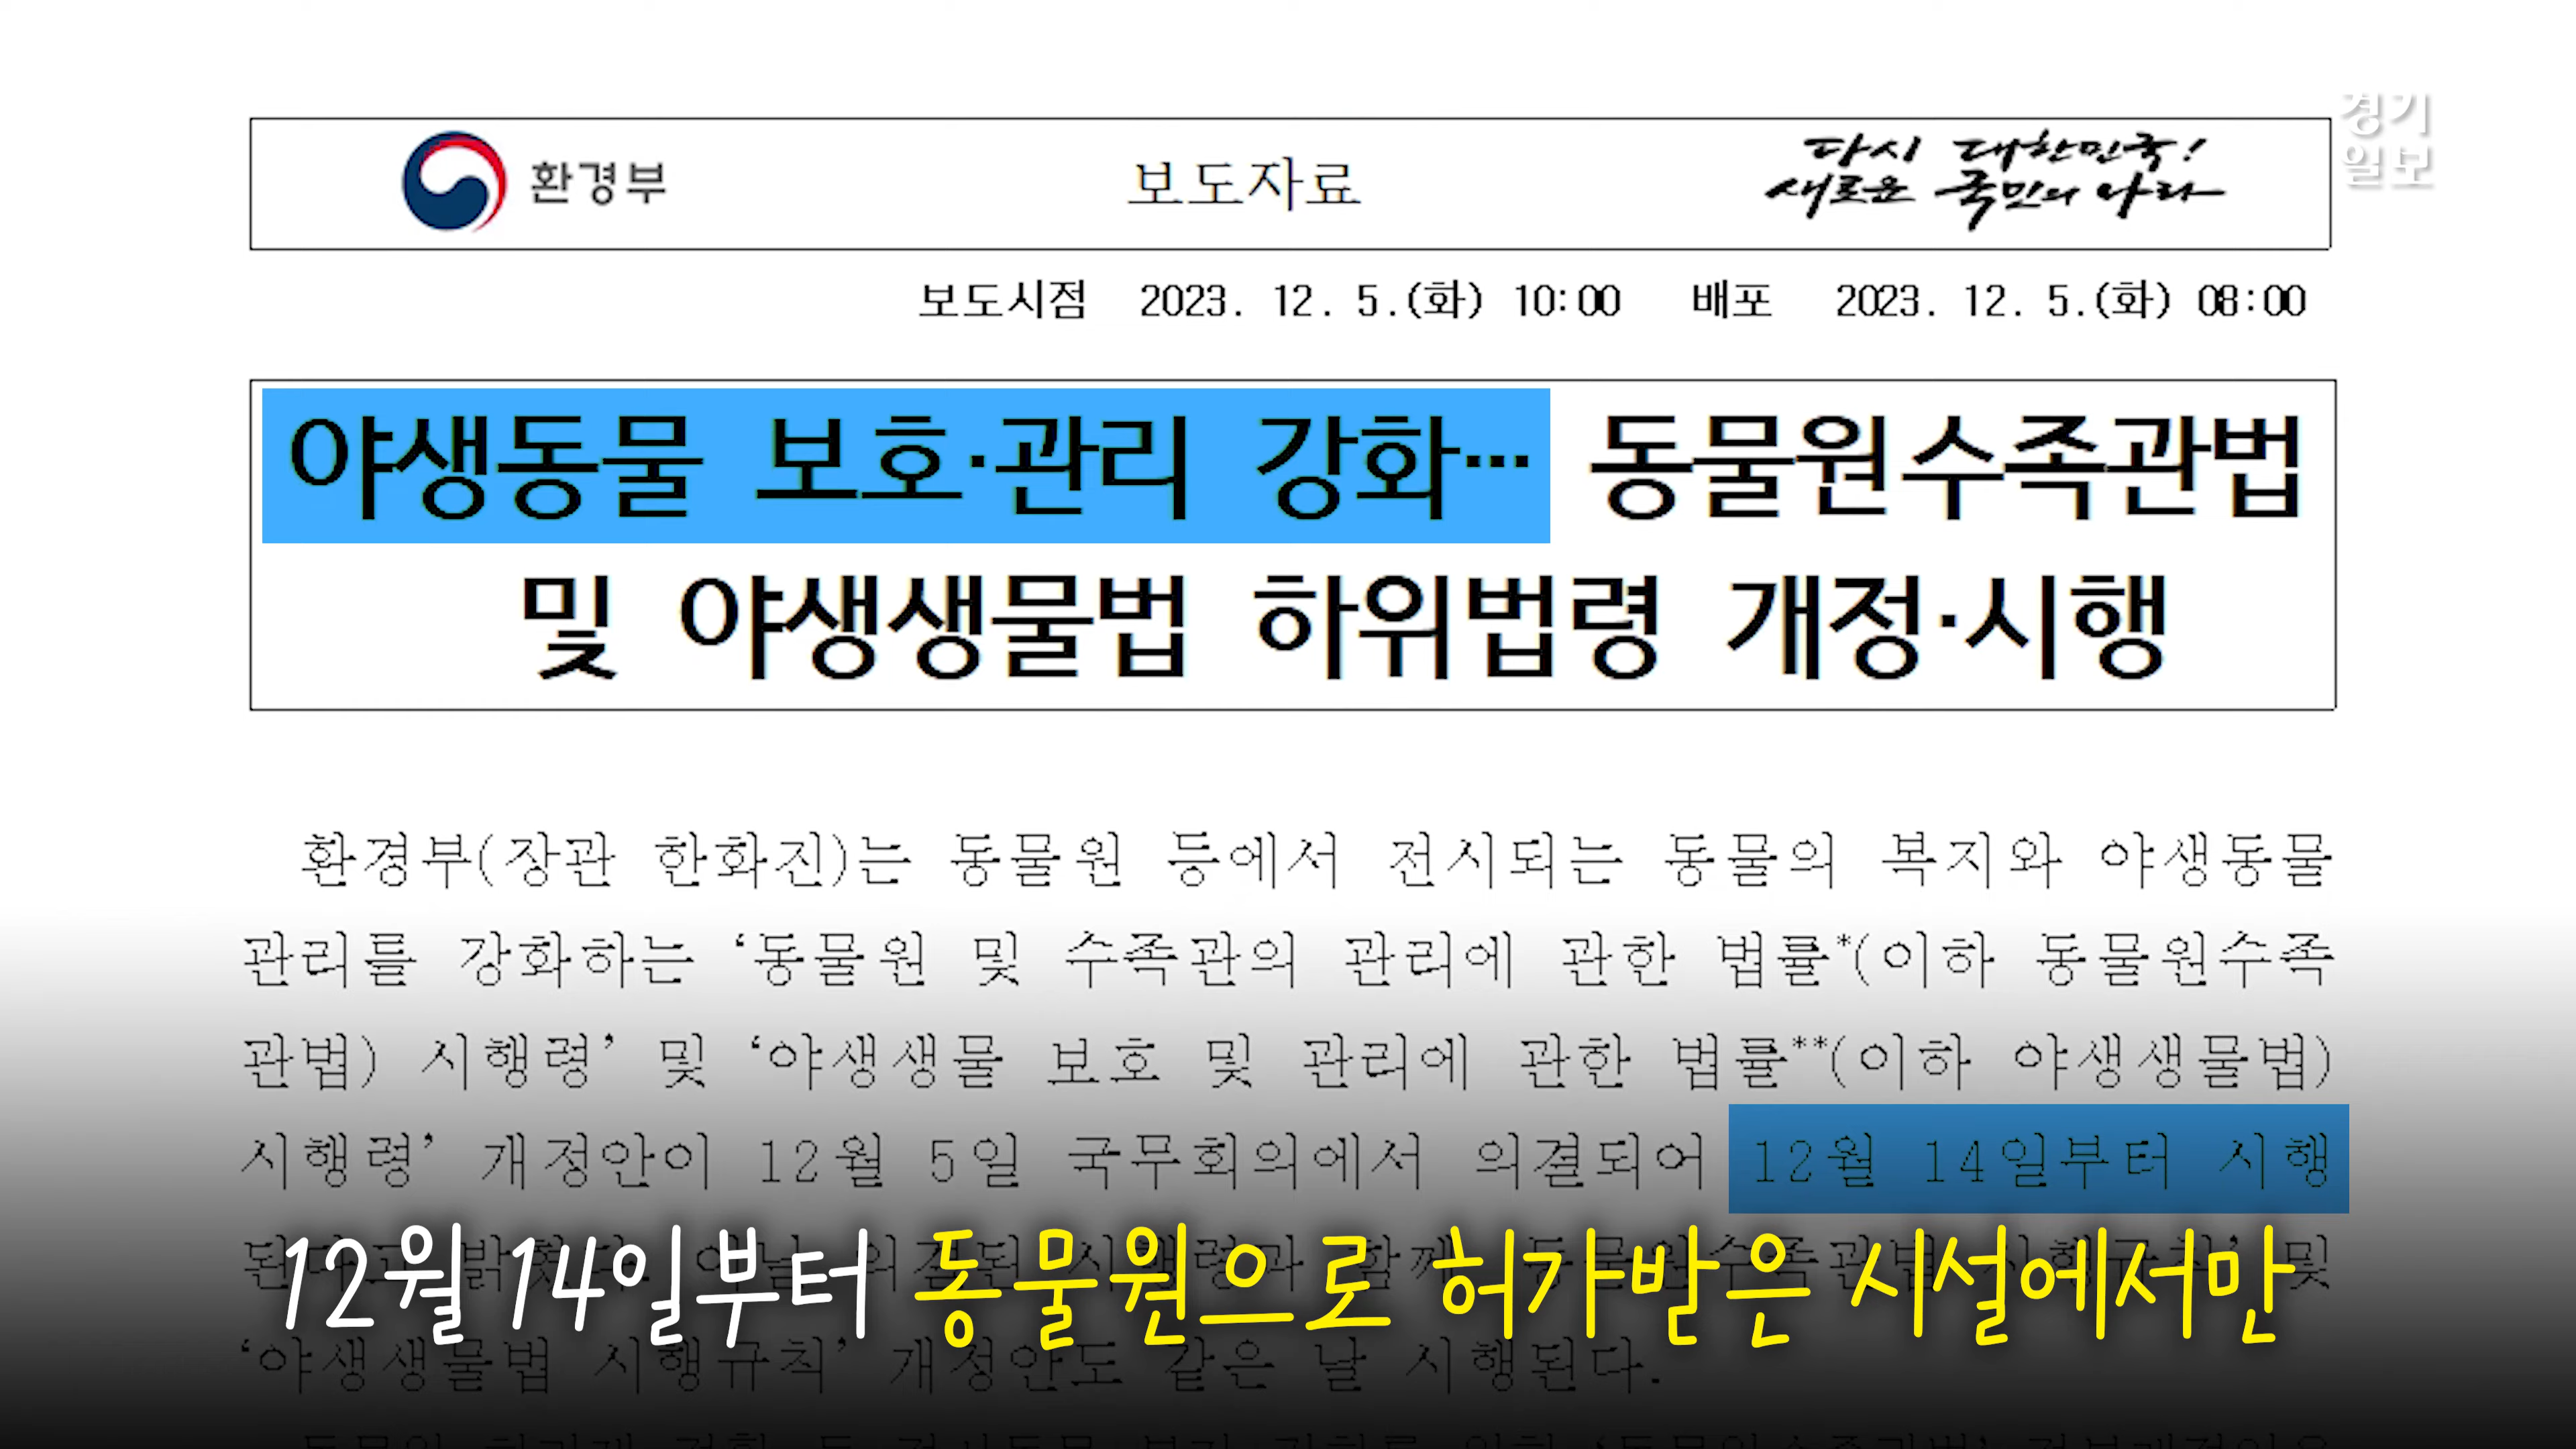 환경부
보도자료
다시 대한민국!
새로운 국민의 나라
경기
일보
보도시점 2023. 12. 5.(화) 10:00 배포 2023. 12. 5.(화) 08:00
야생동물 보호·관리 강화… 동물원수족관법
및 야생생물법 하위법령 개정·시행
환경부(장관 한화진)는 동물원 등에서 전시되는 동물의 복지와 야생동물
관리를 강화하는 ‘동물원 및 수족관의 관리에 관한 법률*(이하 동물원수족
관법) 시행령’ 및 ‘야생생물 보호 및 관리에 관한 법률**(이하 야생생물법)
시행령’ 개정안이 12월 5일 국무회의에서 의결되어 12월 14일부터 시행
12월 14일부터 동물원으로 허가받은 시설에서만
‘야생생물법 시행규칙’ 개정안도 같은 날 시행된다.